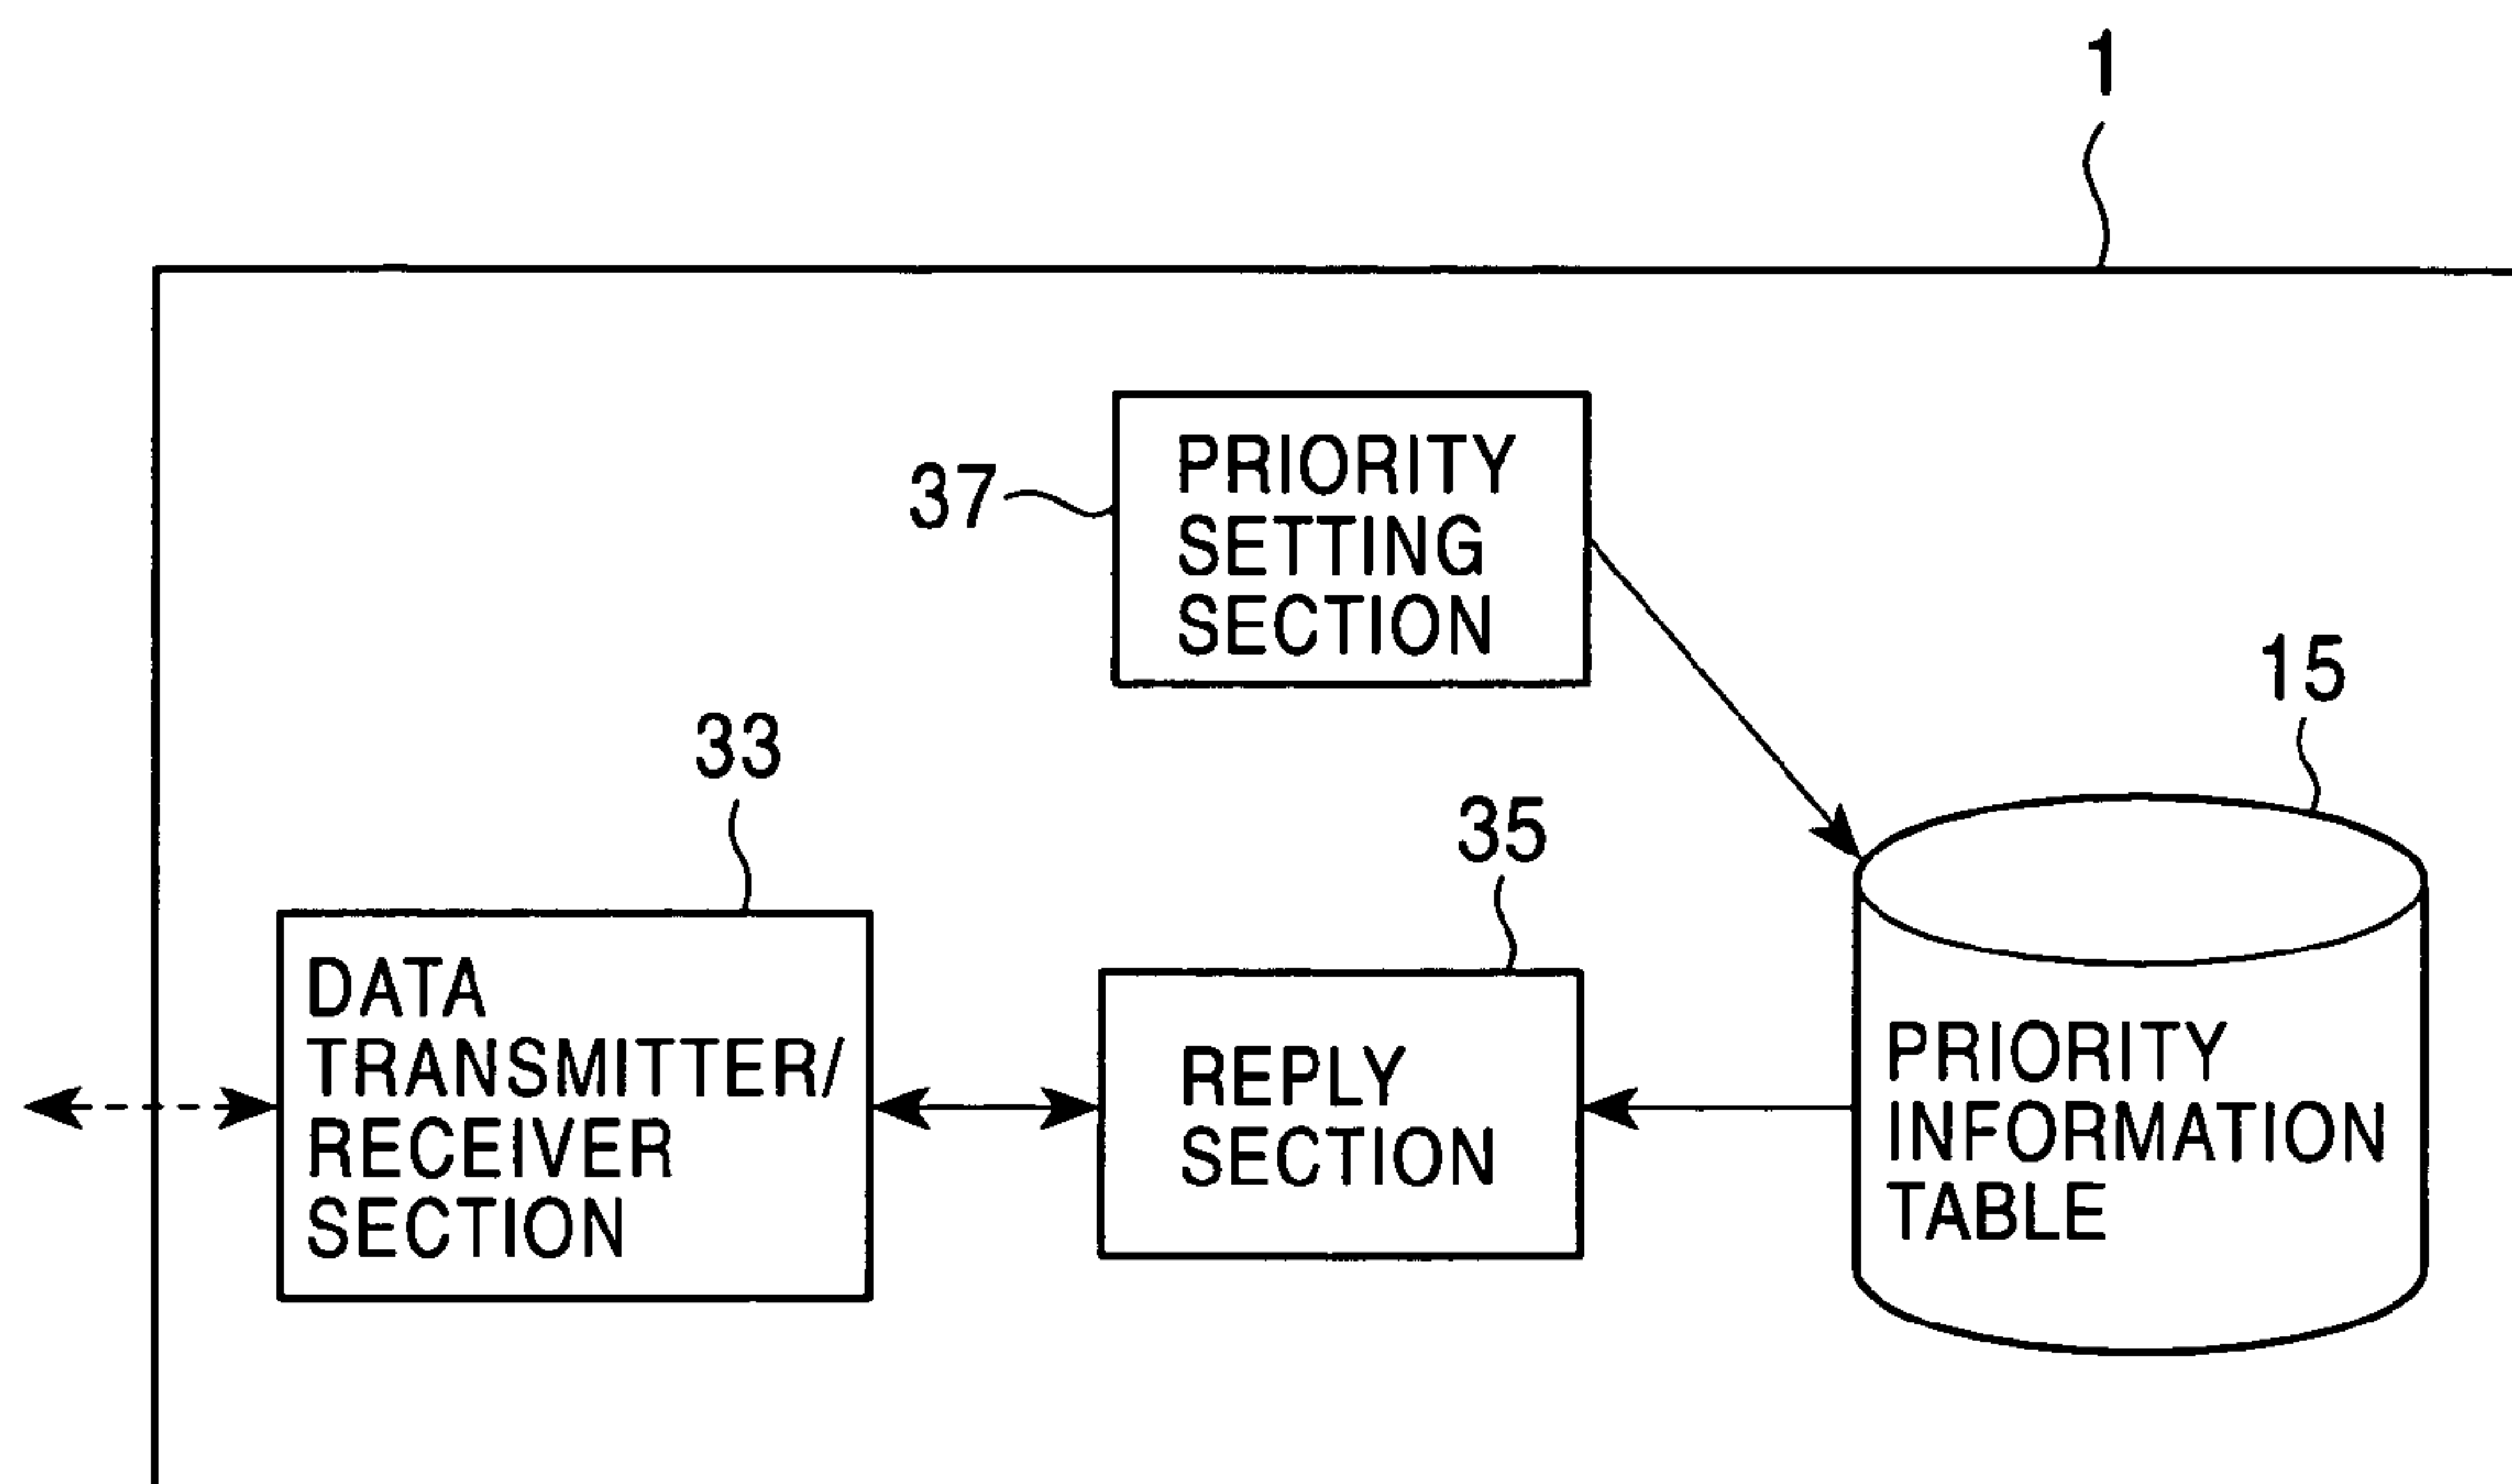 1
37
PRIORITY
SETTING
SECTION
15
33
35
DATA
TRANSMITTER/
RECEIVER
SECTION
REPLY
SECTION
PRIORITY
INFORMATION
TABLE